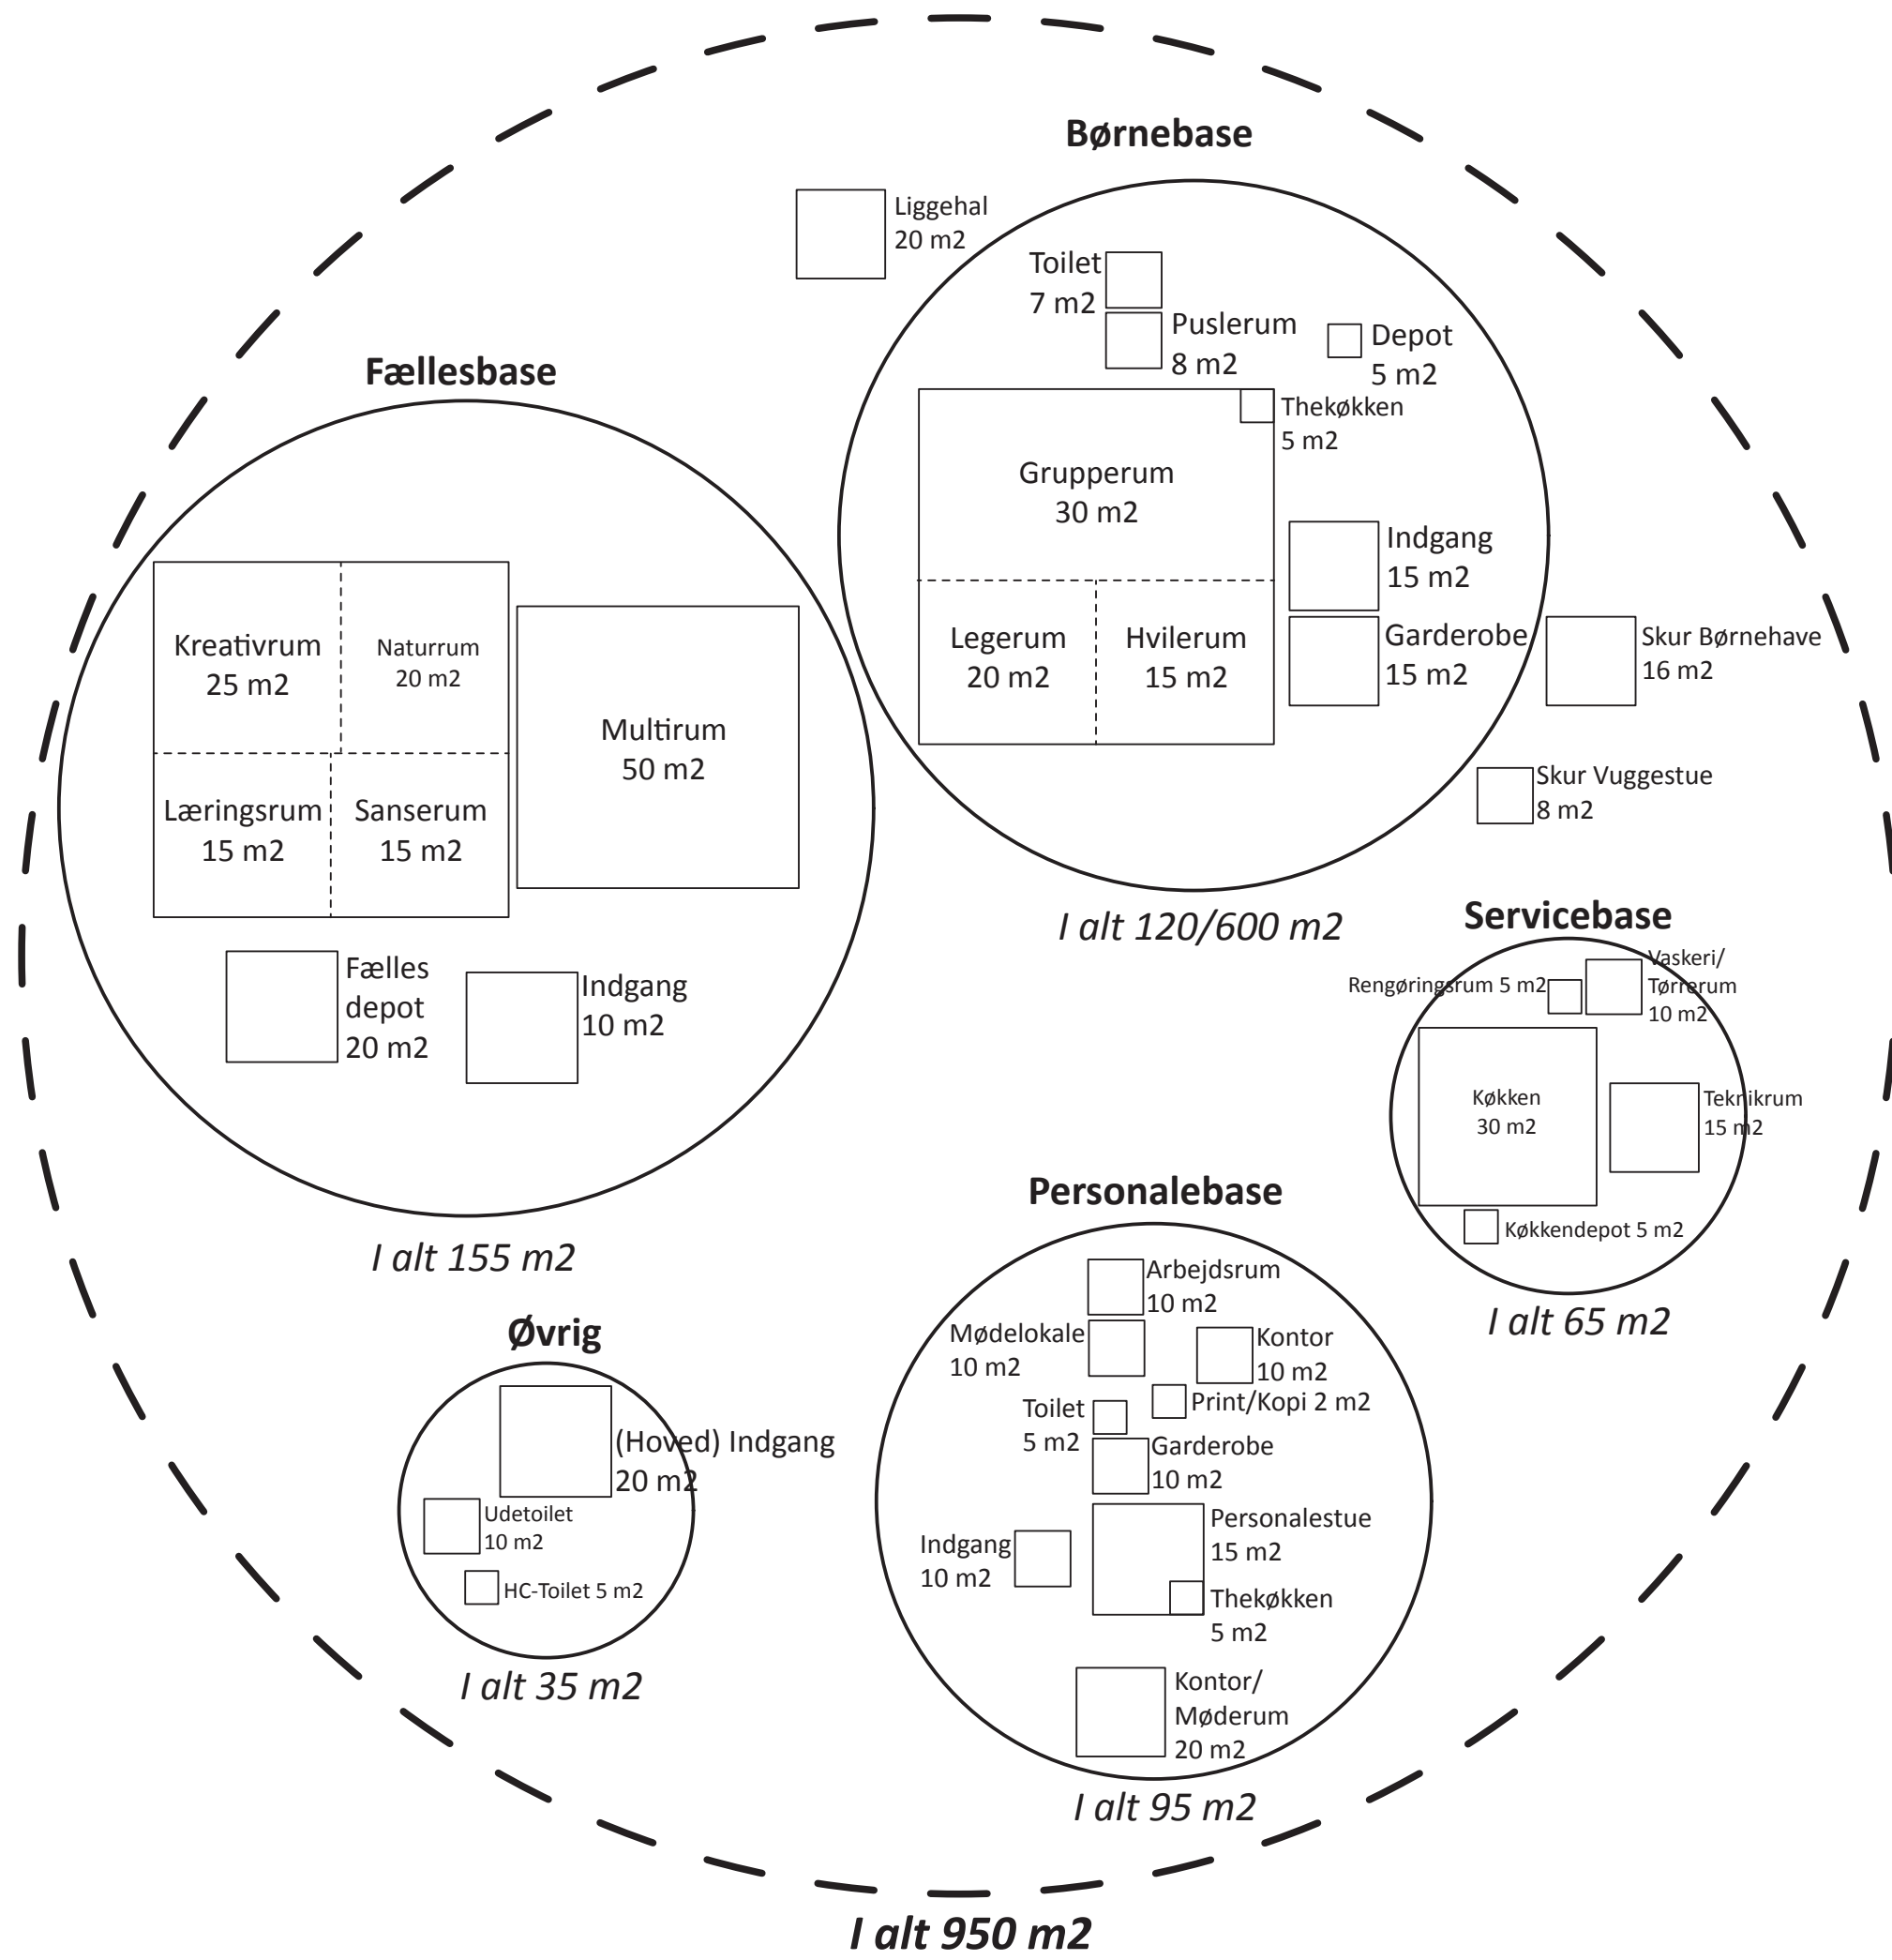 Børnebase
Liggehal
20 m2
Toilet
7 m2
Puslerum
8 m2
Depot
5 m2
Thekøkken
5 m2
Grupperum
30 m2
Indgang
15 m2
Legerum
20 m2
Hvilerum
15 m2
Garderobe
15 m2
Skur Børnehave
16 m2
Skur Vuggestue
8 m2
I alt 120/600 m2
Fællesbase
Kreativrum
25 m2
Naturrum
20 m2
Multirum
50 m2
Læringsrum
15 m2
Sanserum
15 m2
Fælles
depot
20 m2
Indgang
10 m2
I alt 155 m2
Servicebase
Vaskeri/
Tørrerum
10 m2
Rengøringsrum 5 m2
Køkken
30 m2
Teknikrum
15 m2
Køkkendepot 5 m2
I alt 65 m2
Personalebase
Arbejdsrum
10 m2
Mødelokale
10 m2
Kontor
10 m2
Print/Kopi 2 m2
Toilet
5 m2
Garderobe
10 m2
Personalestue
15 m2
Indgang
10 m2
Thekøkken
5 m2
Kontor/
Møderum
20 m2
I alt 95 m2
Øvrig
(Hoved) Indgang
20 m2
Udetoilet
10 m2
HC-Toilet 5 m2
I alt 35 m2
I alt 950 m2